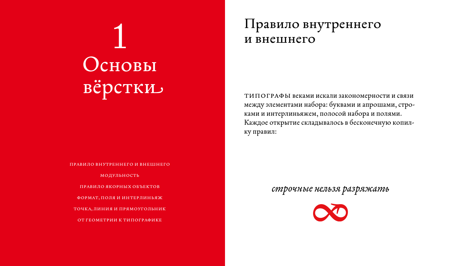 1
Основы
вёрстки
ПРАВИЛО ВНУТРЕННЕГО И ВНЕШНЕГО
МОДУЛЬНОСТЬ
ПРАВИЛО ЯКОРНЫХ ОБЪЕКТОВ
ФОРМАТ, ПОЛЯ И ИНТЕРЛИНЬЯЖ
ТОЧКА, ЛИНИЯ И ПРЯМОУГОЛЬНИК
ОТ ГЕОМЕТРИИ К ТИПОГРАФИКЕ
Правило внутреннего
и внешнего
ТИПОГРАФЫ веками искали закономерности и связи
между элементами набора: буквами и апрошами, стро-
ками и интерлиньяжем, полосой набора и полями.
Каждое открытие складывалось в бесконечную копил-
ку правил:
строчные нельзя разряжать